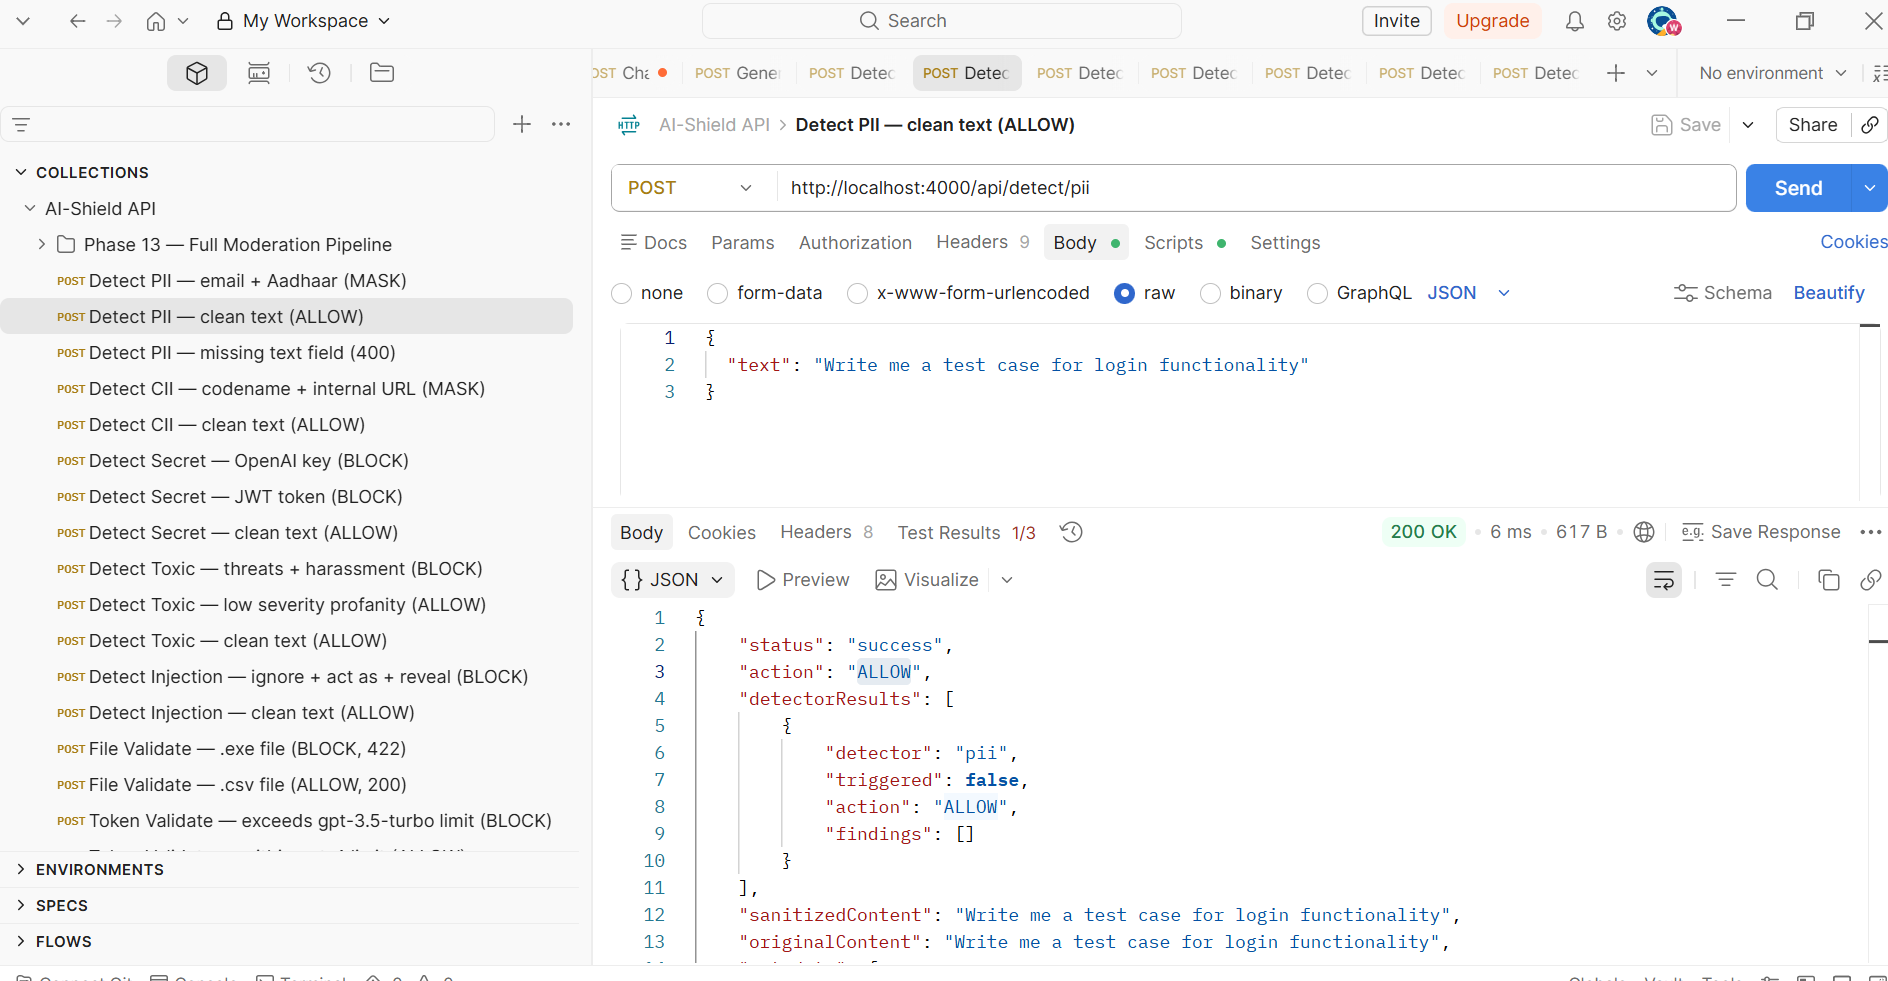 My Workspace
Search
Invite
Upgrade
W
POST Gene
POST Detec
POST Detec
POST Detec
POST Detec
POST Detec
POST Detec
POST Detec
No environment
HTTP
AI-Shield API > Detect PII — clean text (ALLOW)
Save
Share
COLLECTIONS
AI-Shield API
Phase 13 — Full Moderation Pipeline
POST Detect PII — email + Aadhaar (MASK)
POST Detect PII — clean text (ALLOW)
POST Detect PII — missing text field (400)
POST Detect CII — codename + internal URL (MASK)
POST Detect CII — clean text (ALLOW)
POST Detect Secret — OpenAI key (BLOCK)
POST Detect Secret — JWT token (BLOCK)
POST Detect Secret — clean text (ALLOW)
POST Detect Toxic — threats + harassment (BLOCK)
POST Detect Toxic — low severity profanity (ALLOW)
POST Detect Toxic — clean text (ALLOW)
POST Detect Injection — ignore + act as + reveal (BLOCK)
POST Detect Injection — clean text (ALLOW)
POST File Validate — .exe file (BLOCK, 422)
POST File Validate — .csv file (ALLOW, 200)
POST Token Validate — exceeds gpt-3.5-turbo limit (BLOCK)
ENVIRONMENTS
SPECS
FLOWS
POST
http://localhost:4000/api/detect/pii
Send
Docs
Params
Authorization
Headers 9
Body
Scripts
Settings
Cookies
none
form-data
x-www-form-urlencoded
raw
binary
GraphQL
JSON
Schema
Beautify
1 {
2 "text": "Write me a test case for login functionality"
3 }
Body
Cookies
Headers 8
Test Results 1/3
200 OK
6 ms
617 B
e.g. Save Response
{} JSON
Preview
Visualize
1 {
2 "status": "success",
3 "action": "ALLOW",
4 "detectorResults": [
5 {
6 "detector": "pii",
7 "triggered": false,
8 "action": "ALLOW",
9 "findings": []
10 }
11 ],
12 "sanitizedContent": "Write me a test case for login functionality",
13 "originalContent": "Write me a test case for login functionality",